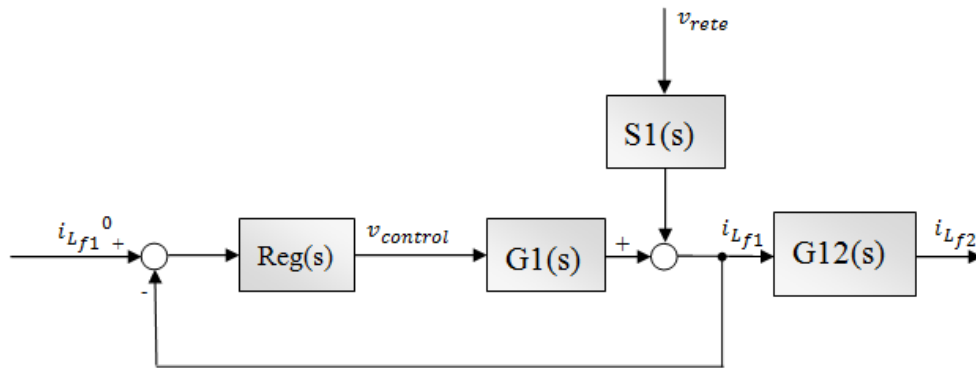 v_rete
S1(s)
i_Lf1^0
+
-
Reg(s)
v_control
G1(s)
+
i_Lf1
G12(s)
i_Lf2